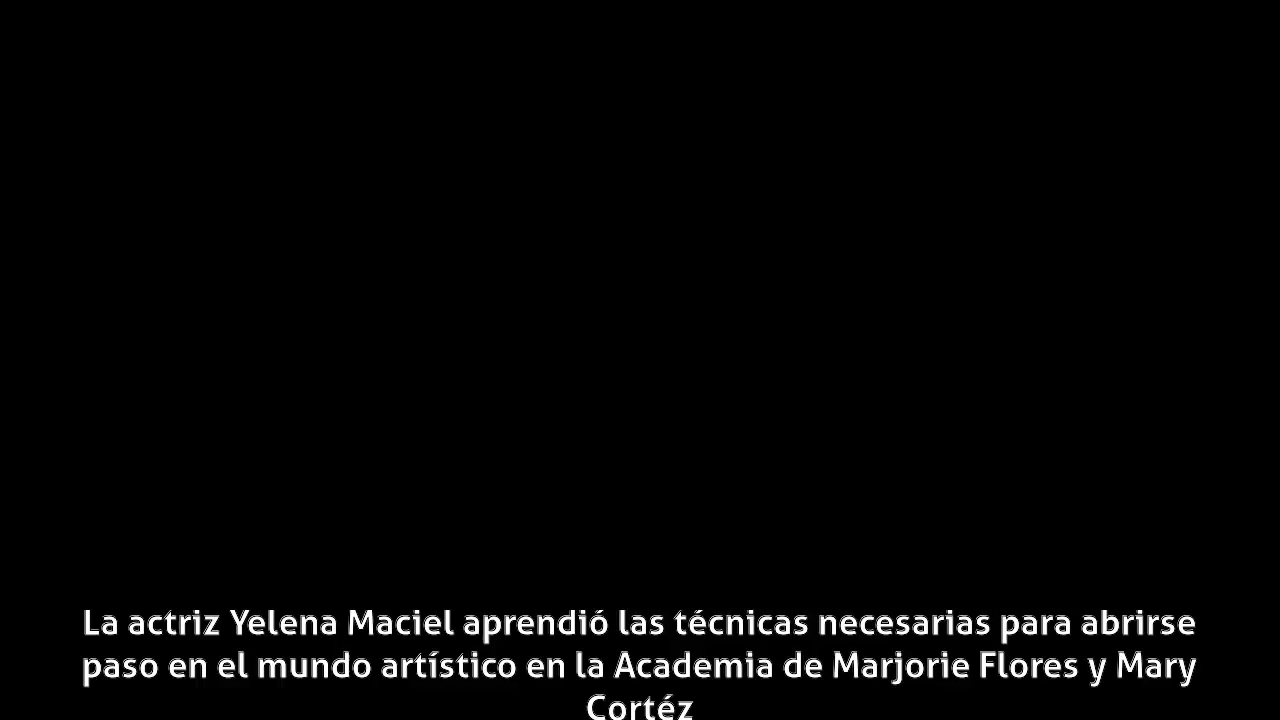 La actriz Yelena Maciel aprendió las técnicas necesarias para abrirse
paso en el mundo artístico en la Academia de Marjorie Flores y Mary
Cortéz